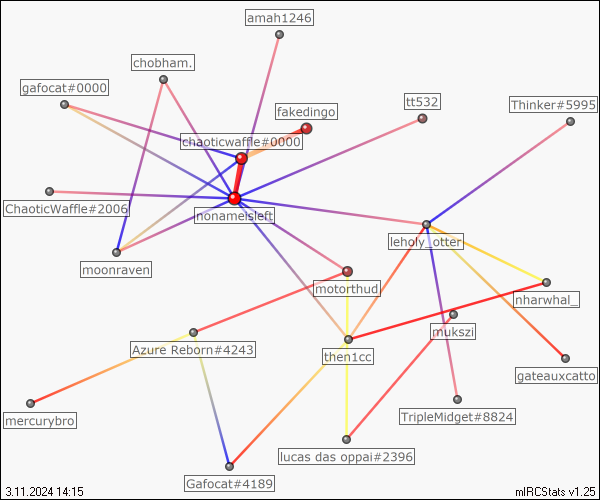 amah1246
chobham.
gafocat#0000
fakedingo
tt532
Thinker#5995
chaoticwaffle#0000
ChaoticWaffle#2006
nonameisleft
leholy_otter
moonraven
motorthud
nharwhal_
mukszi
Azure Reborn#4243
then1cc
gateauxcatto
mercurybro
TripleMidget#8824
lucas das oppai#2396
Gafocat#4189
3.11.2024 14:15
mIRCStats v1.25